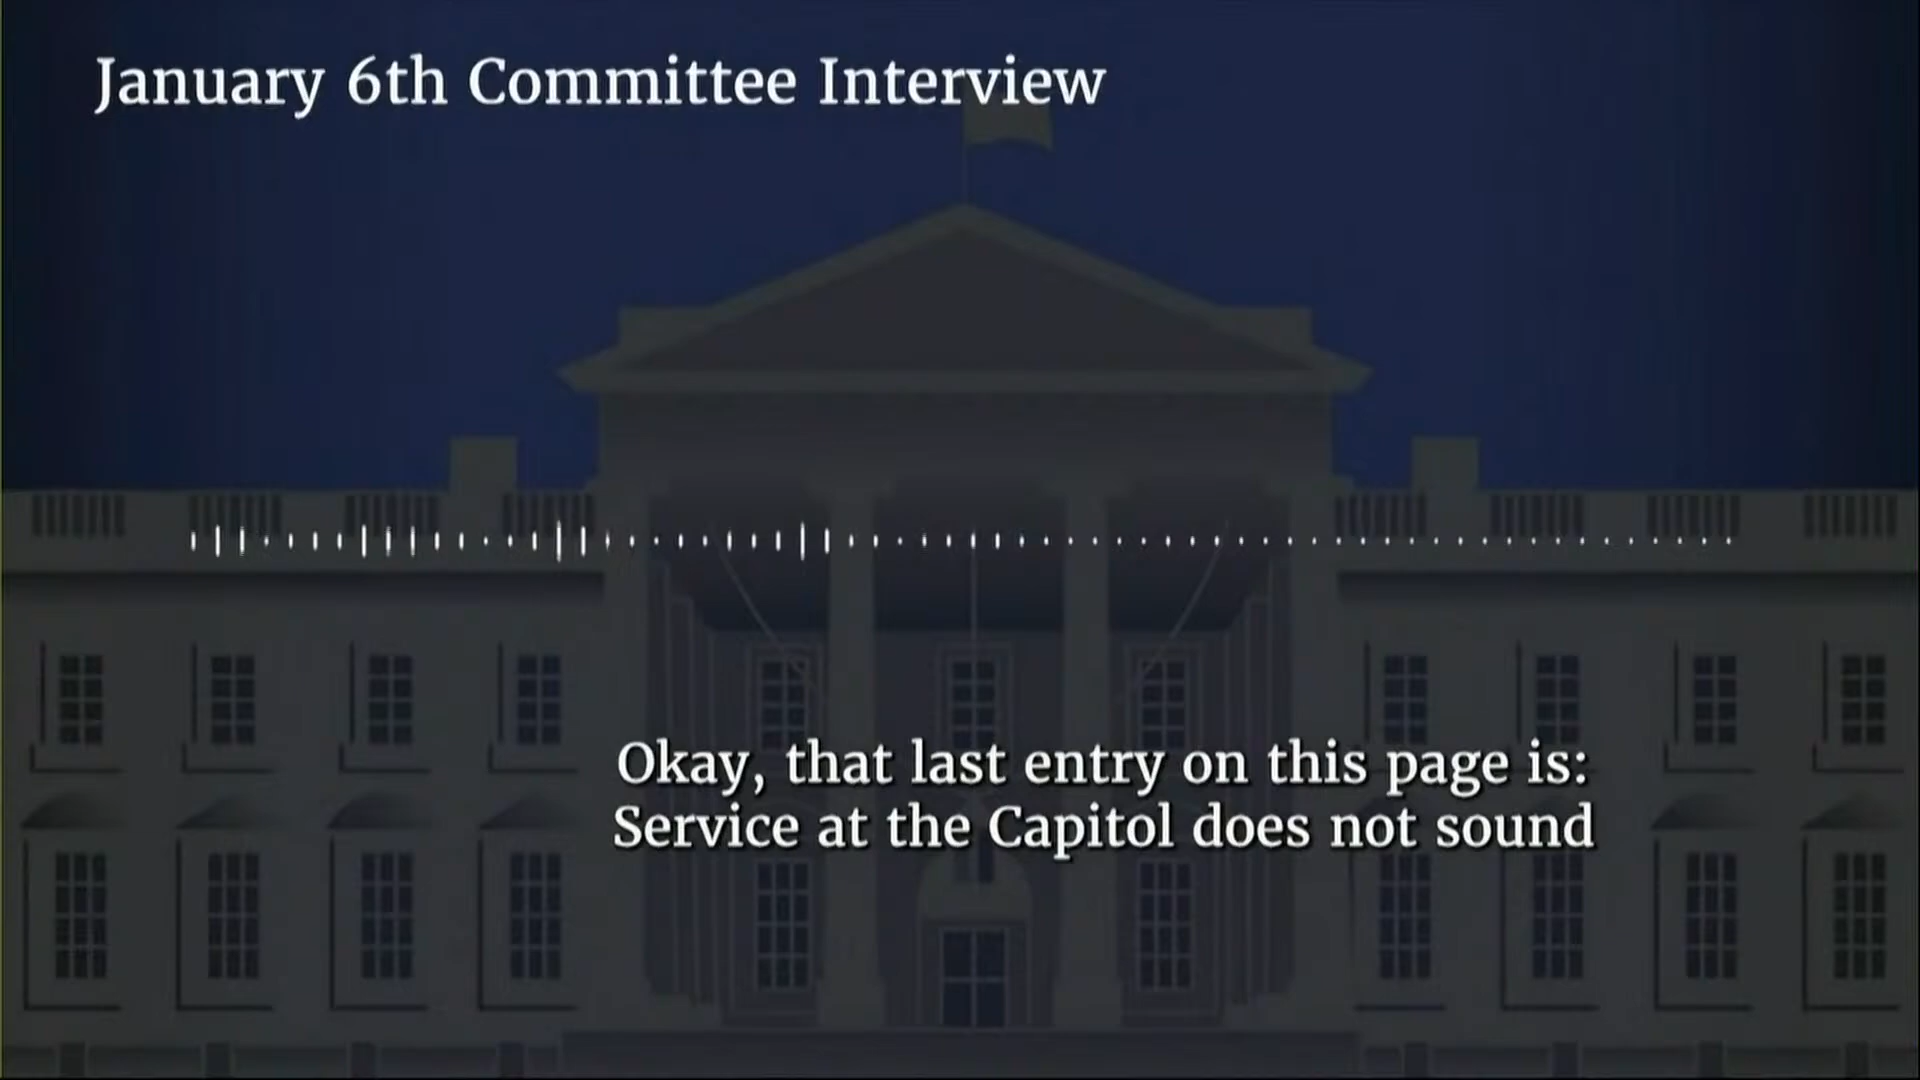 January 6th Committee Interview
Okay, that last entry on this page is:
Service at the Capitol does not sound